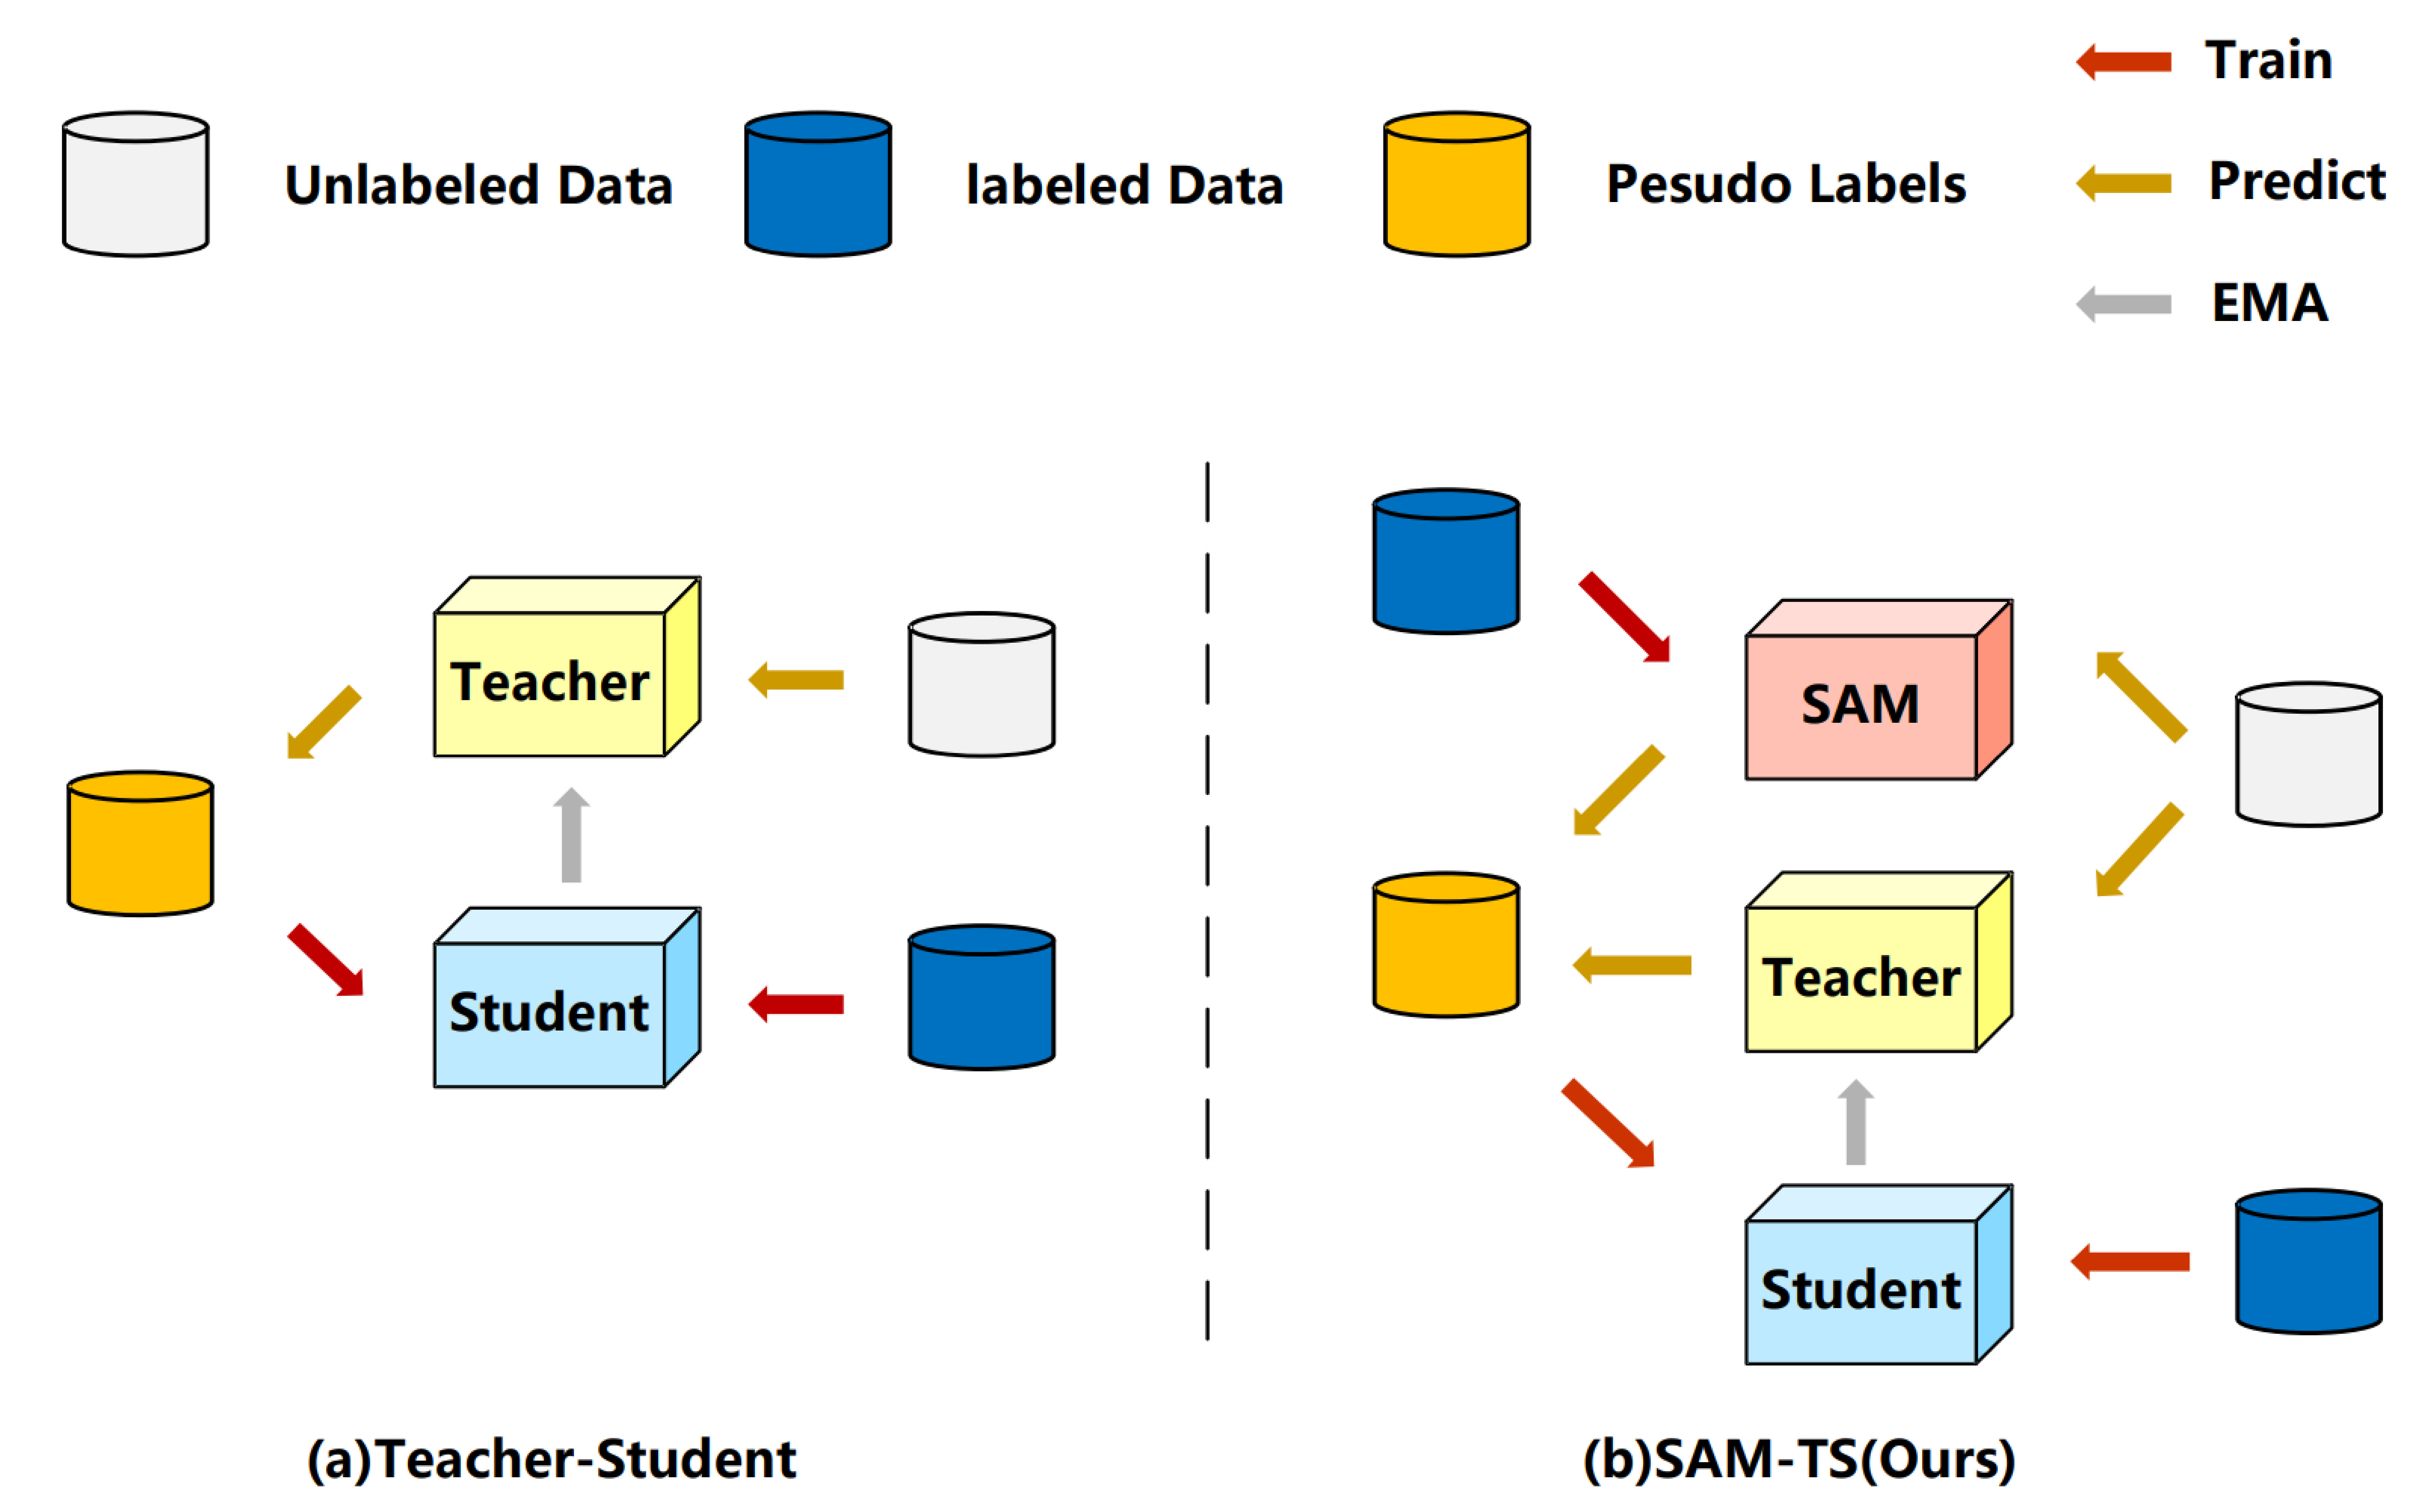 Train
Unlabeled Data
labeled Data
Pesudo Labels
Predict
EMA
Teacher
Student
SAM
Teacher
Student
(a)Teacher-Student
(b)SAM-TS(Ours)